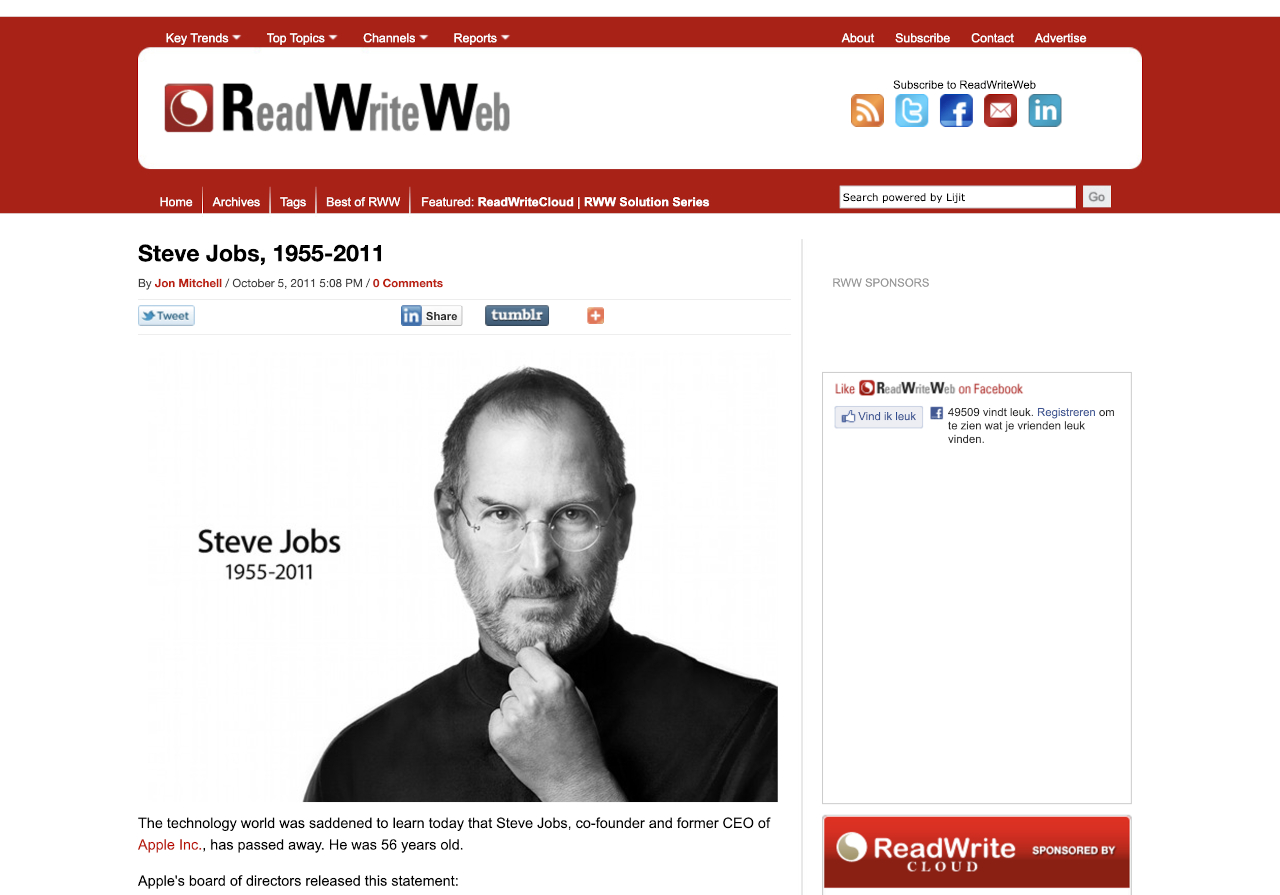 Key Trends Top Topics Channels Reports About Subscribe Contact Advertise
ReadWriteWeb
Subscribe to ReadWriteWeb
Home Archives Tags Best of RWW Featured: ReadWriteCloud | RWW Solution Series
Search powered by Lijit Go
Steve Jobs, 1955-2011
By Jon Mitchell / October 5, 2011 5:08 PM / 0 Comments
Tweet in Share tumblr
Steve Jobs
1955-2011
The technology world was saddened to learn today that Steve Jobs, co-founder and former CEO of
Apple Inc., has passed away. He was 56 years old.
Apple's board of directors released this statement:
RWW SPONSORS
Like ReadWriteWeb on Facebook
Vind ik leuk 49509 vindt leuk. Registreren om
te zien wat je vrienden leuk
vinden.
ReadWrite
CLOUD
SPONSORED BY